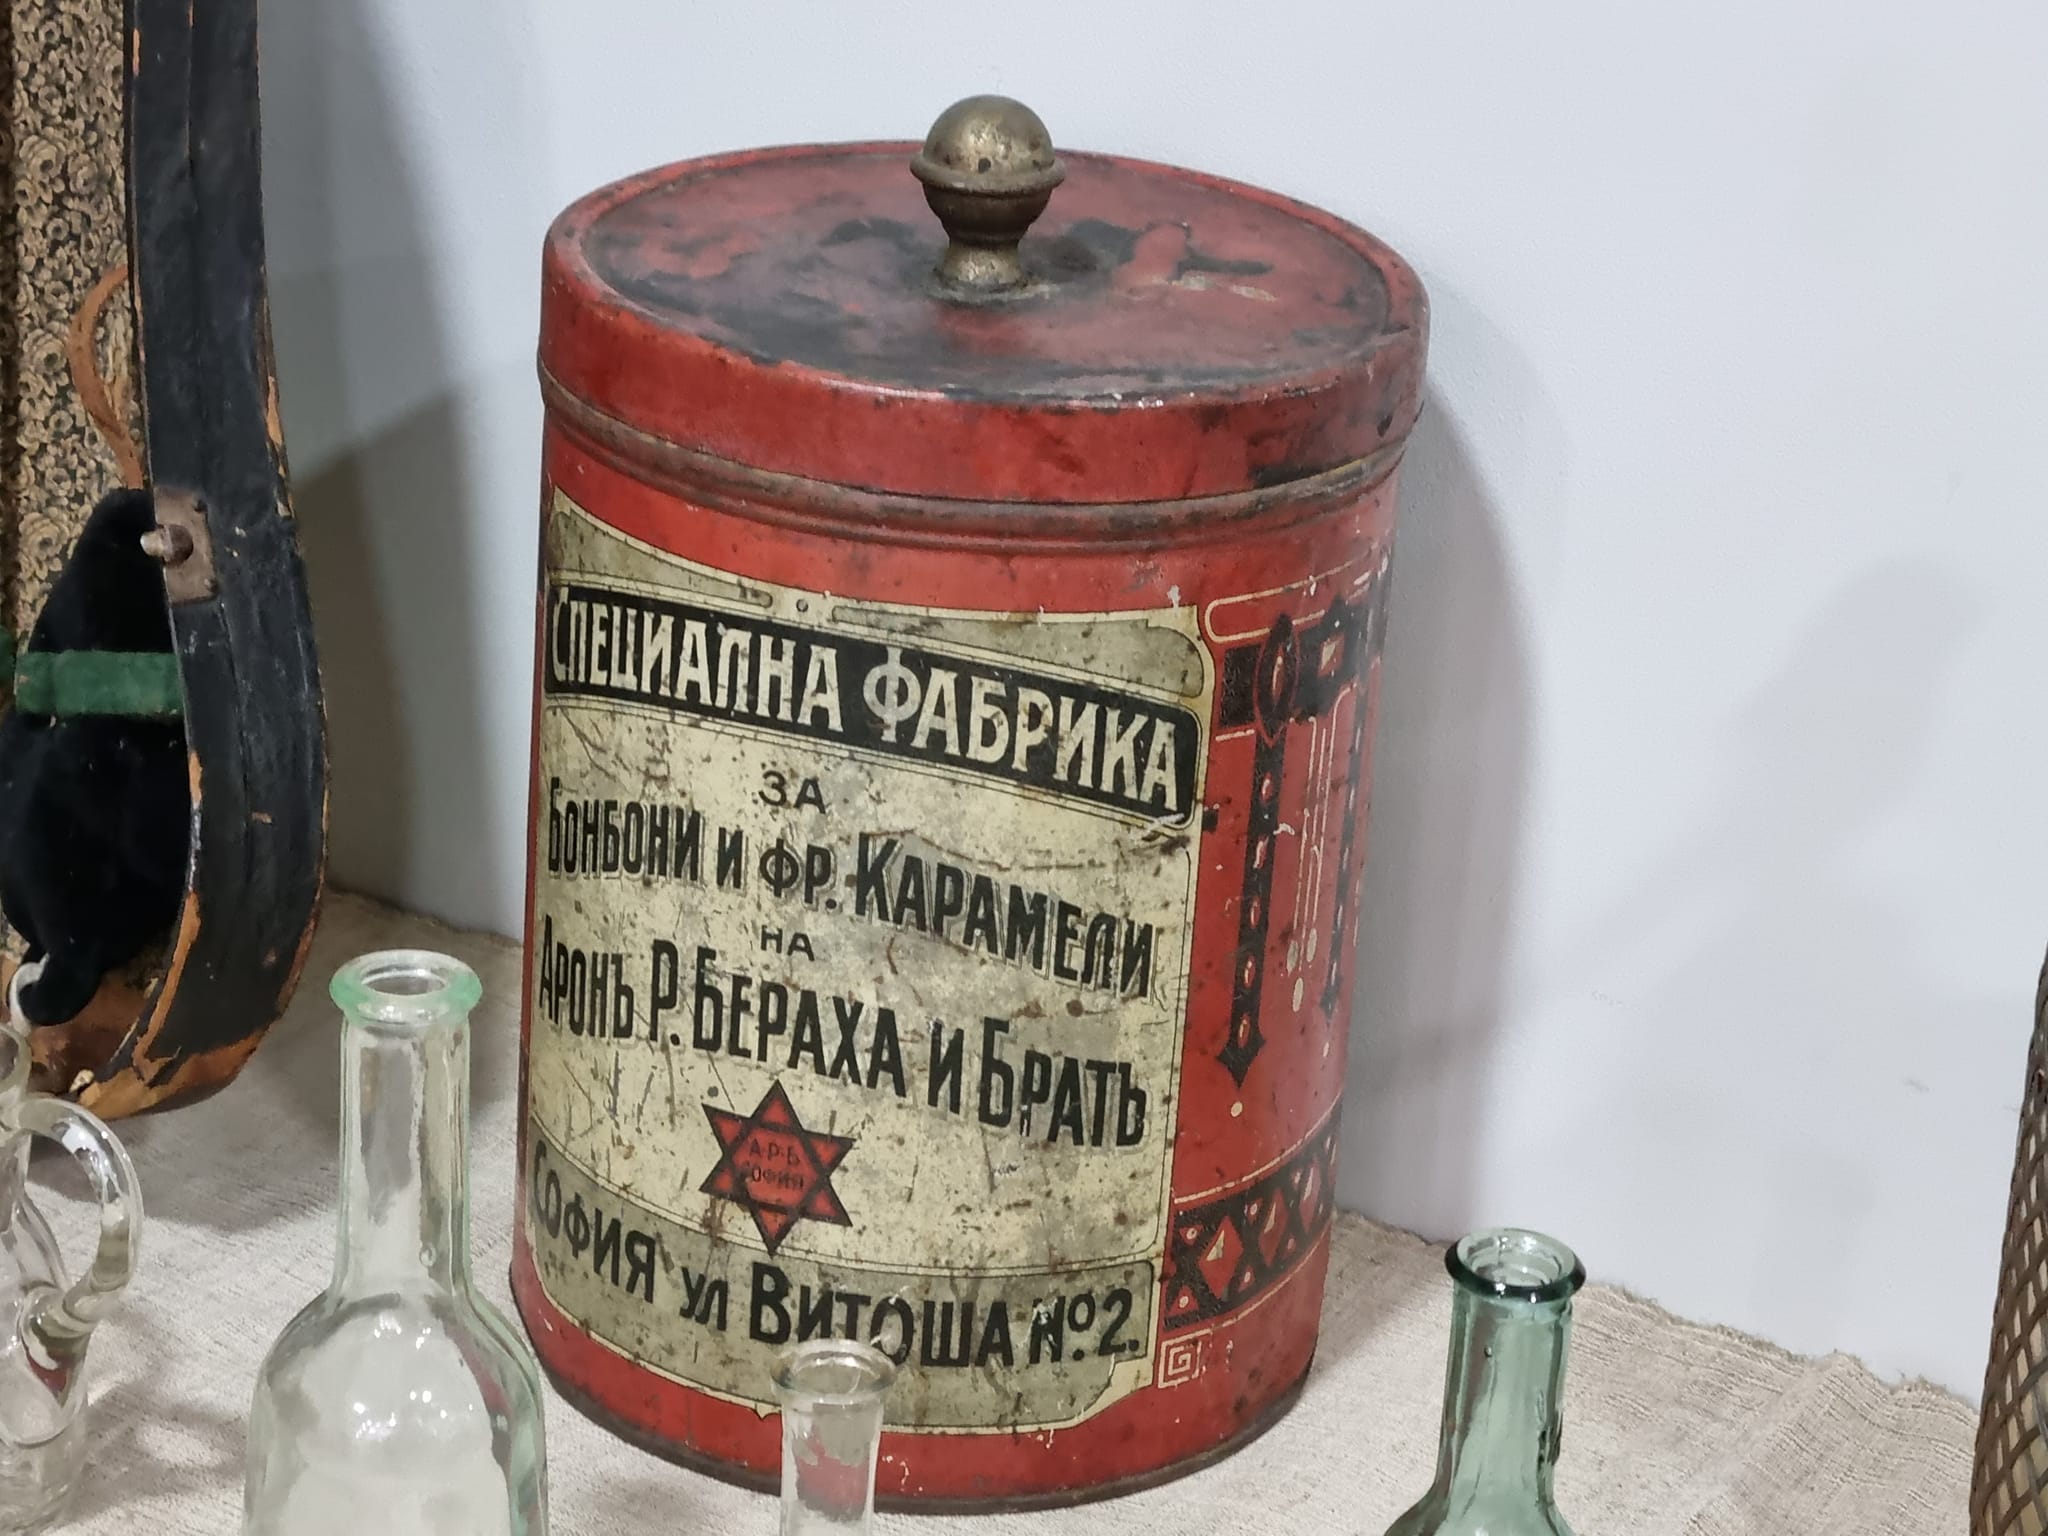 СПЕЦИАЛНА ФАБРИКА
ЗА
БОНБОНИ И ФР. КАРАМЕЛИ
НА
АРОНЪ Р. БЕРАХА И БРАТЪ
А·Р·Б
СОФИЯ
СОФИЯ УЛ ВИТОША №2.